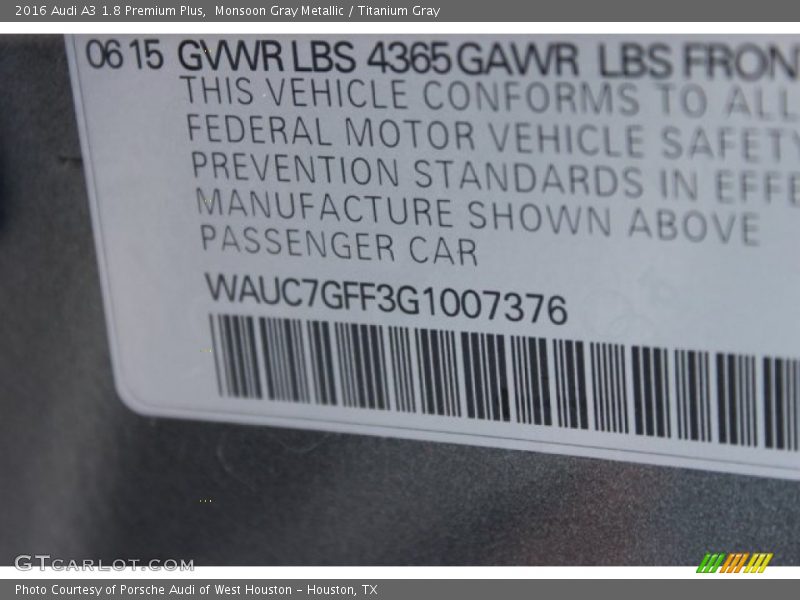 2016 Audi A3 1.8 Premium Plus,  Monsoon Gray Metallic / Titanium Gray
06 15 GVWR LBS 4365 GAWR LBS FRON
THIS VEHICLE CONFORMS TO ALL
FEDERAL MOTOR VEHICLE SAFETY
PREVENTION STANDARDS IN EFFE
MANUFACTURE SHOWN ABOVE
PASSENGER CAR
WAUC7GFF3G1007376
GTCARLOT.COM
Photo Courtesy of Porsche Audi of West Houston - Houston, TX